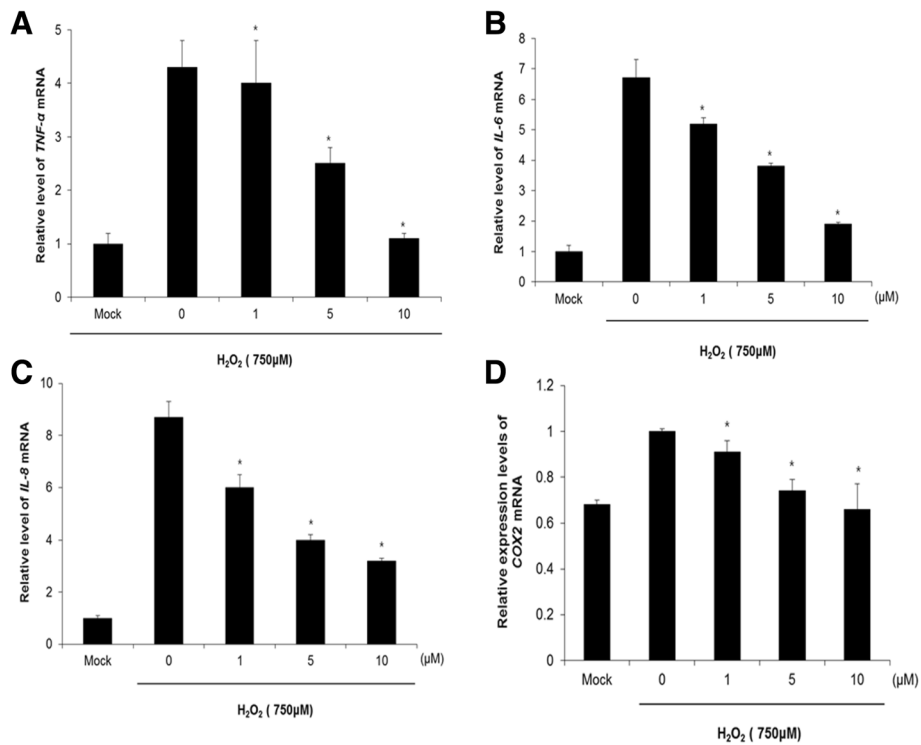 A
Relative level of TNF-α mRNA
5
4
3
2
1
0
* * *
Mock 0 1 5 10
H₂O₂ ( 750µM)
B
Relative level of IL-6 mRNA
8
7
6
5
4
3
2
1
0
* * *
Mock 0 1 5 10 (µM)
H₂O₂ ( 750µM)
C
Relative level of IL-8 mRNA
10
8
6
4
2
0
* * *
Mock 0 1 5 10 (µM)
H₂O₂ ( 750µM)
D
Relative expression levels of
COX2 mRNA
1.2
1
0.8
0.6
0.4
0.2
0
* * *
Mock 0 1 5 10 (µM)
H₂O₂ ( 750µM)